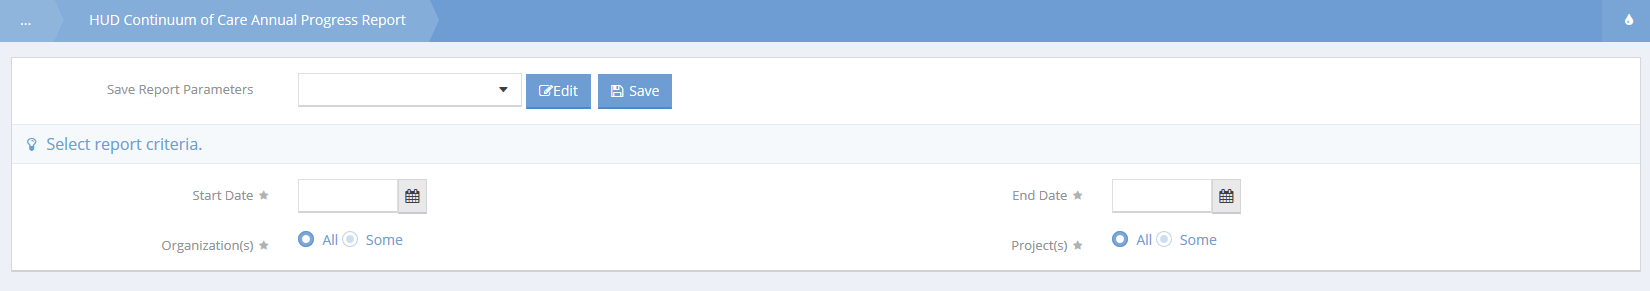 ... HUD Continuum of Care Annual Progress Report
Save Report Parameters Edit Save
Select report criteria.
Start Date End Date
Organization(s) All Some Project(s) All Some